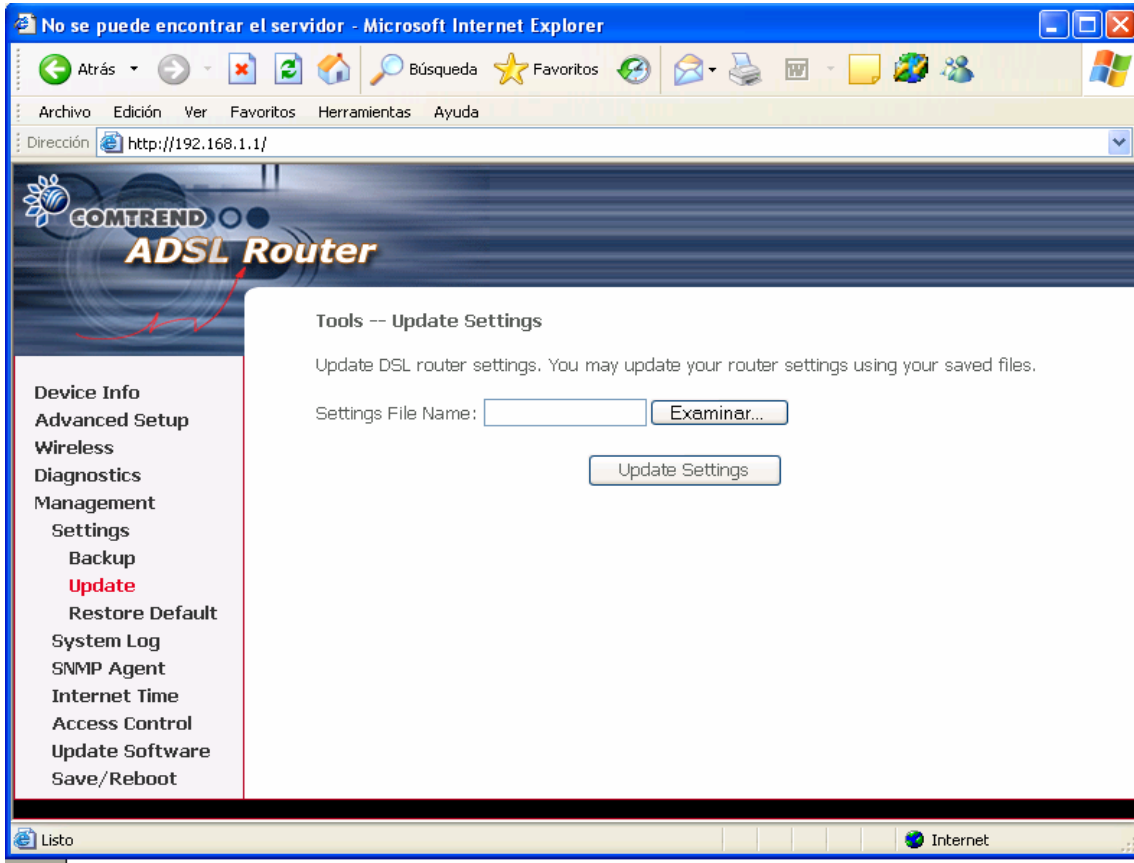 No se puede encontrar el servidor - Microsoft Internet Explorer
Atrás
Búsqueda
Favoritos
Archivo Edición Ver Favoritos Herramientas Ayuda
Dirección http://192.168.1.1/
COMTREND
ADSL Router
Device Info
Advanced Setup
Wireless
Diagnostics
Management
Settings
Backup
Update
Restore Default
System Log
SNMP Agent
Internet Time
Access Control
Update Software
Save/Reboot
Tools -- Update Settings
Update DSL router settings. You may update your router settings using your saved files.
Settings File Name: Examinar...
Update Settings
Listo
Internet